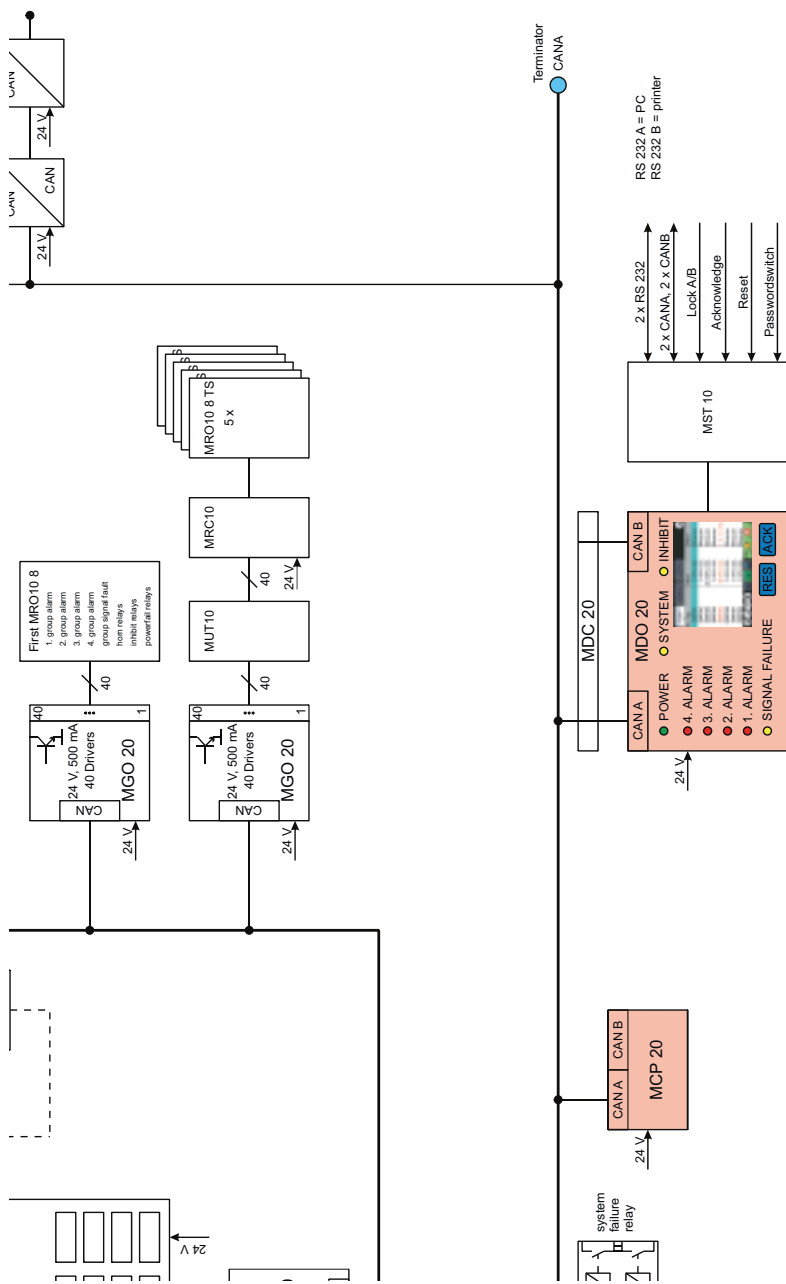 Terminator
CANA
RS 232 A = PC
RS 232 B = printer
CAN
24 V
CAN
CAN
24 V
2 x RS 232
2 x CANA, 2 x CANB
Lock A/B
Acknowledge
Reset
Passwordswitch
MST 10
MRO10 8 TS
5 x
MRC10
24 V
40
MUT10
40
First MRO10 8
1. group alarm
2. group alarm
3. group alarm
4. group alarm
group signal fault
horn relays
inhibit relays
powerfail relays
40
40
...
1
24 V, 500 mA
40 Drivers
CAN
MGO 20
24 V
40
...
1
24 V, 500 mA
40 Drivers
CAN
MGO 20
24 V
MDC 20
CAN A
MDO 20
CAN B
POWER
SYSTEM
INHIBIT
4. ALARM
3. ALARM
2. ALARM
1. ALARM
SIGNAL FAILURE
RES
ACK
24 V
CAN A
CAN B
MCP 20
24 V
system
failure
relay
24 V